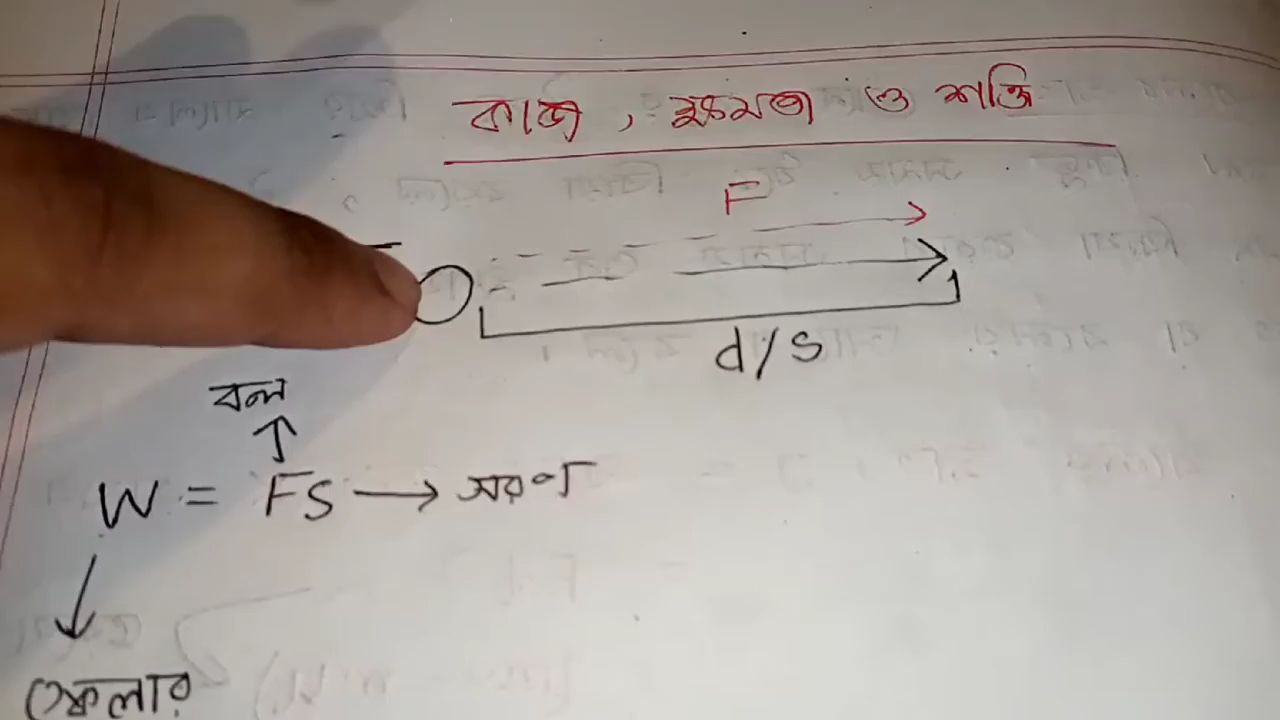 কাজ, ক্ষমতা ও শক্তি
F
d/s
বল
W = FS → সরণ
স্কেলার